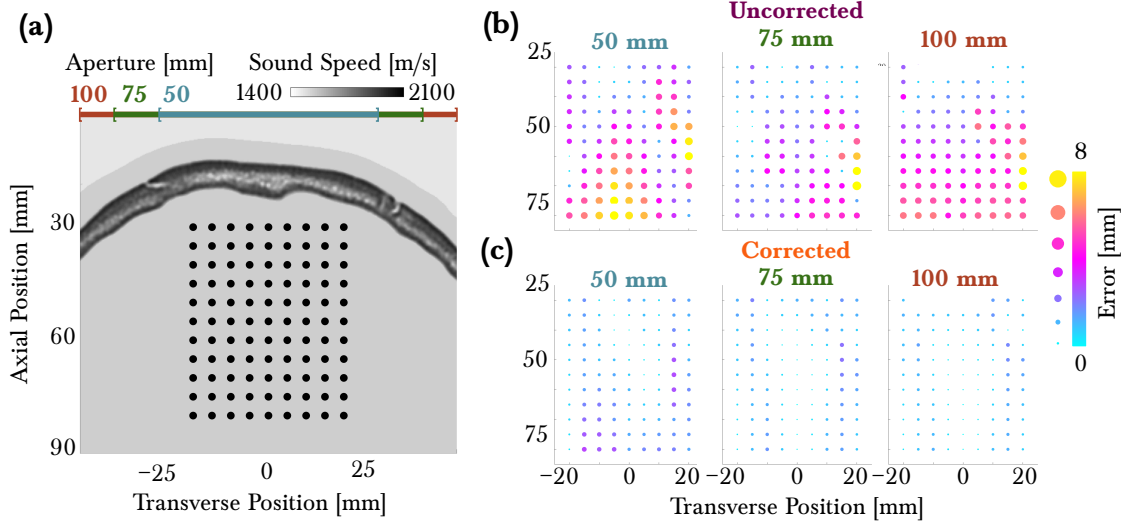 (a)
Aperture [mm] Sound Speed [m/s]
100 75 50 1400 2100
Axial Position [mm]
30
60
90
−25 0 25
Transverse Position [mm]
(b) Uncorrected
50 mm 75 mm 100 mm
25
50
75
(c) Corrected
50 mm 75 mm 100 mm
25
50
75
−20 0 20 −20 0 20 −20 0 20
Transverse Position [mm]
8
Error [mm]
0